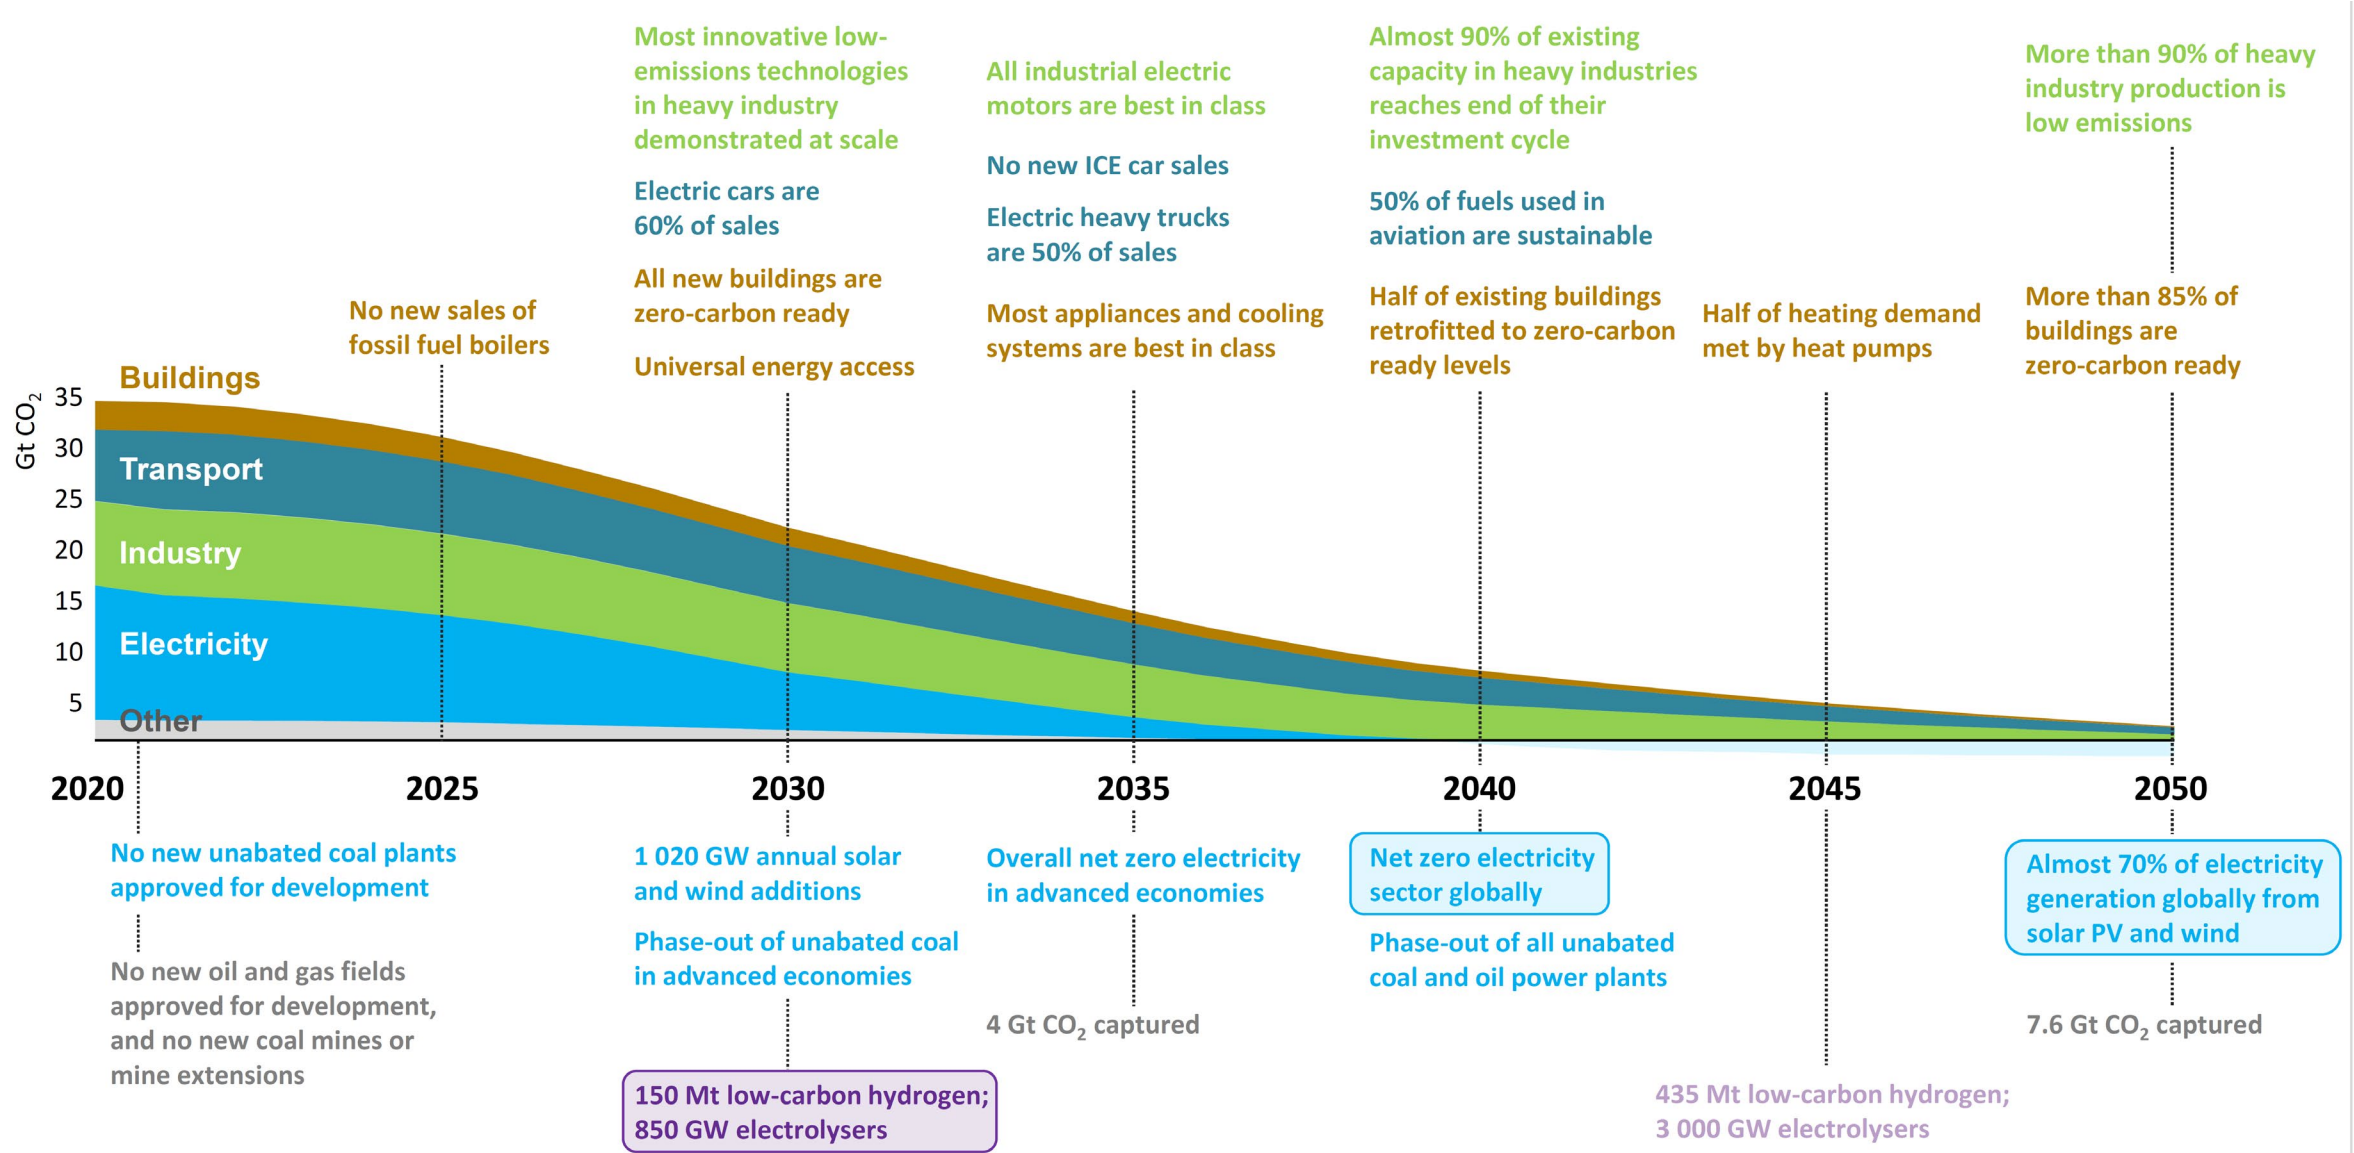 Most innovative low-
emissions technologies
in heavy industry
demonstrated at scale
Electric cars are
60% of sales
All new buildings are
zero-carbon ready
Universal energy access
All industrial electric
motors are best in class
No new ICE car sales
Electric heavy trucks
are 50% of sales
Most appliances and cooling
systems are best in class
Almost 90% of existing
capacity in heavy industries
reaches end of their
investment cycle
50% of fuels used in
aviation are sustainable
Half of existing buildings
retrofitted to zero-carbon
ready levels
Half of heating demand
met by heat pumps
More than 90% of heavy
industry production is
low emissions
More than 85% of
buildings are
zero-carbon ready
No new sales of
fossil fuel boilers
Gt CO₂
35
30
25
20
15
10
5
Buildings
Transport
Industry
Electricity
Other
2020 2025 2030 2035 2040 2045 2050
No new unabated coal plants
approved for development
No new oil and gas fields
approved for development,
and no new coal mines or
mine extensions
1 020 GW annual solar
and wind additions
Phase-out of unabated coal
in advanced economies
150 Mt low-carbon hydrogen;
850 GW electrolysers
Overall net zero electricity
in advanced economies
4 Gt CO₂ captured
Net zero electricity
sector globally
Phase-out of all unabated
coal and oil power plants
435 Mt low-carbon hydrogen;
3 000 GW electrolysers
Almost 70% of electricity
generation globally from
solar PV and wind
7.6 Gt CO₂ captured